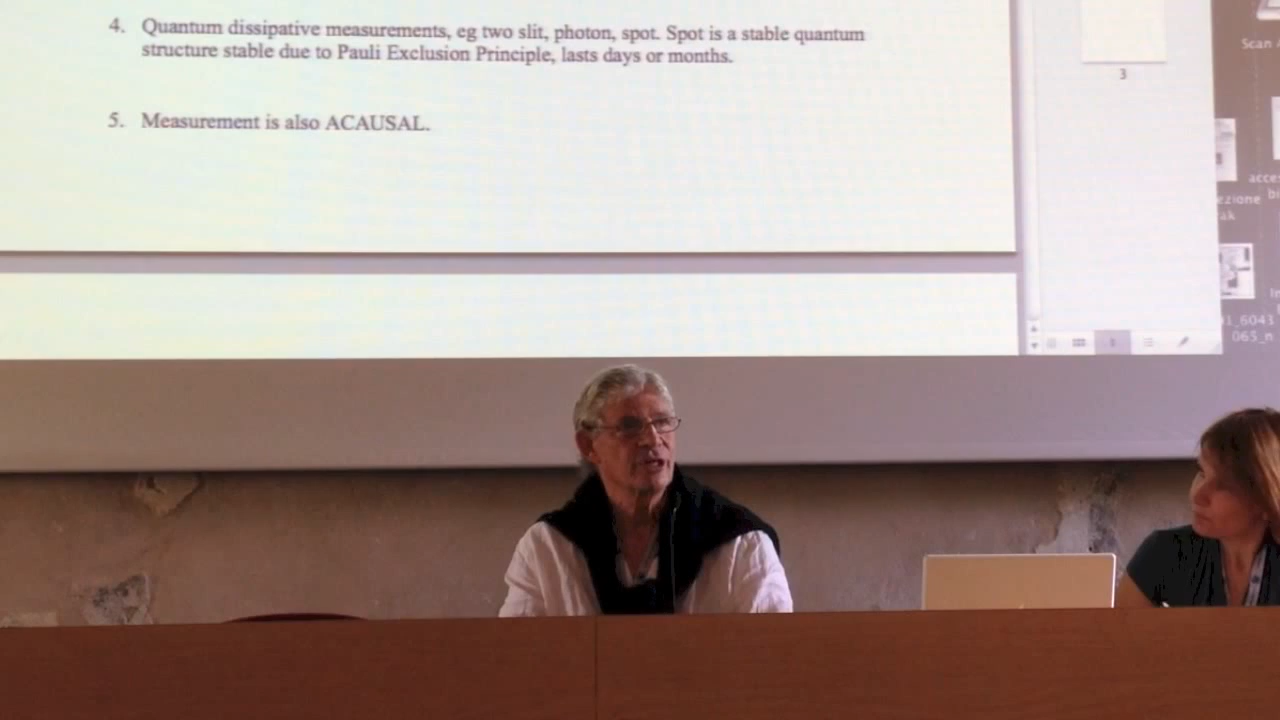 4. Quantum dissipative measurements, eg two slit, photon, spot. Spot is a stable quantum
structure stable due to Pauli Exclusion Principle, lasts days or months.
5. Measurement is also ACAUSAL.
3
Scan
065_n